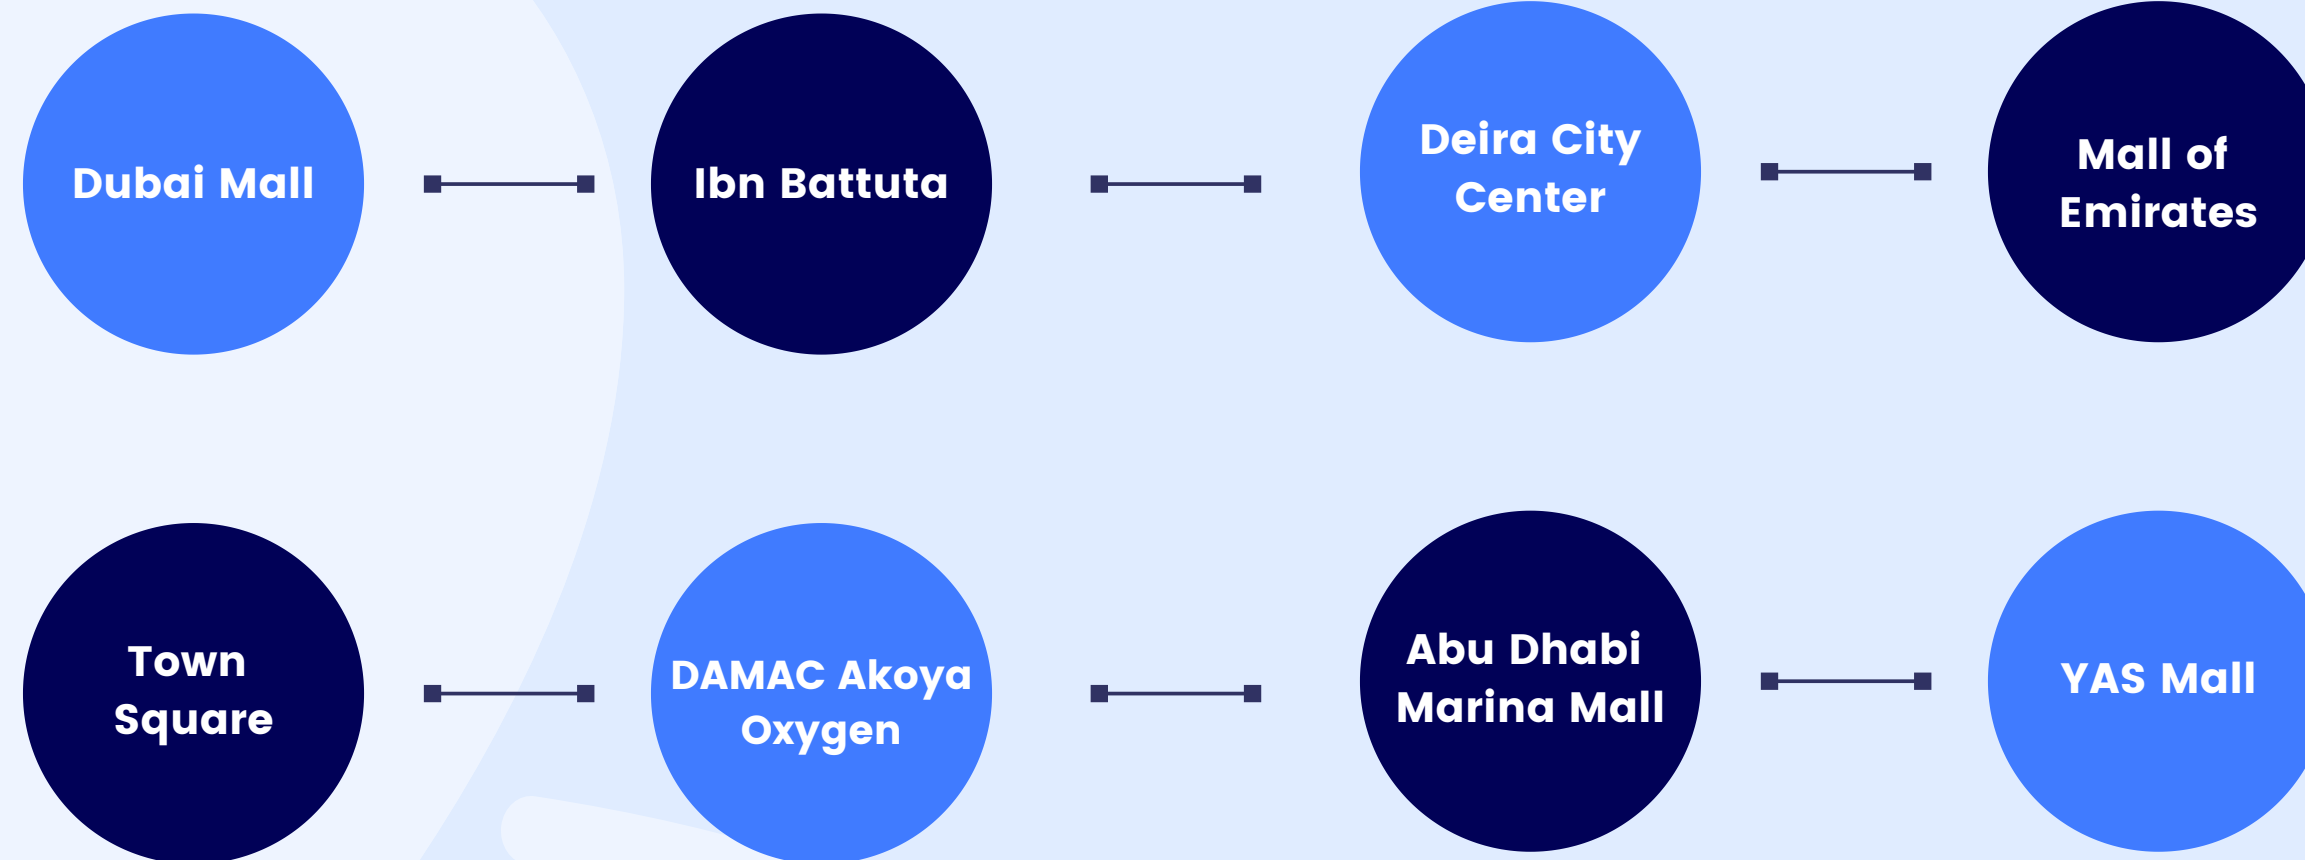 Dubai Mall
Ibn Battuta
Deira City
Center
Mall of
Emirates
Town
Square
DAMAC Akoya
Oxygen
Abu Dhabi
Marina Mall
YAS Mall